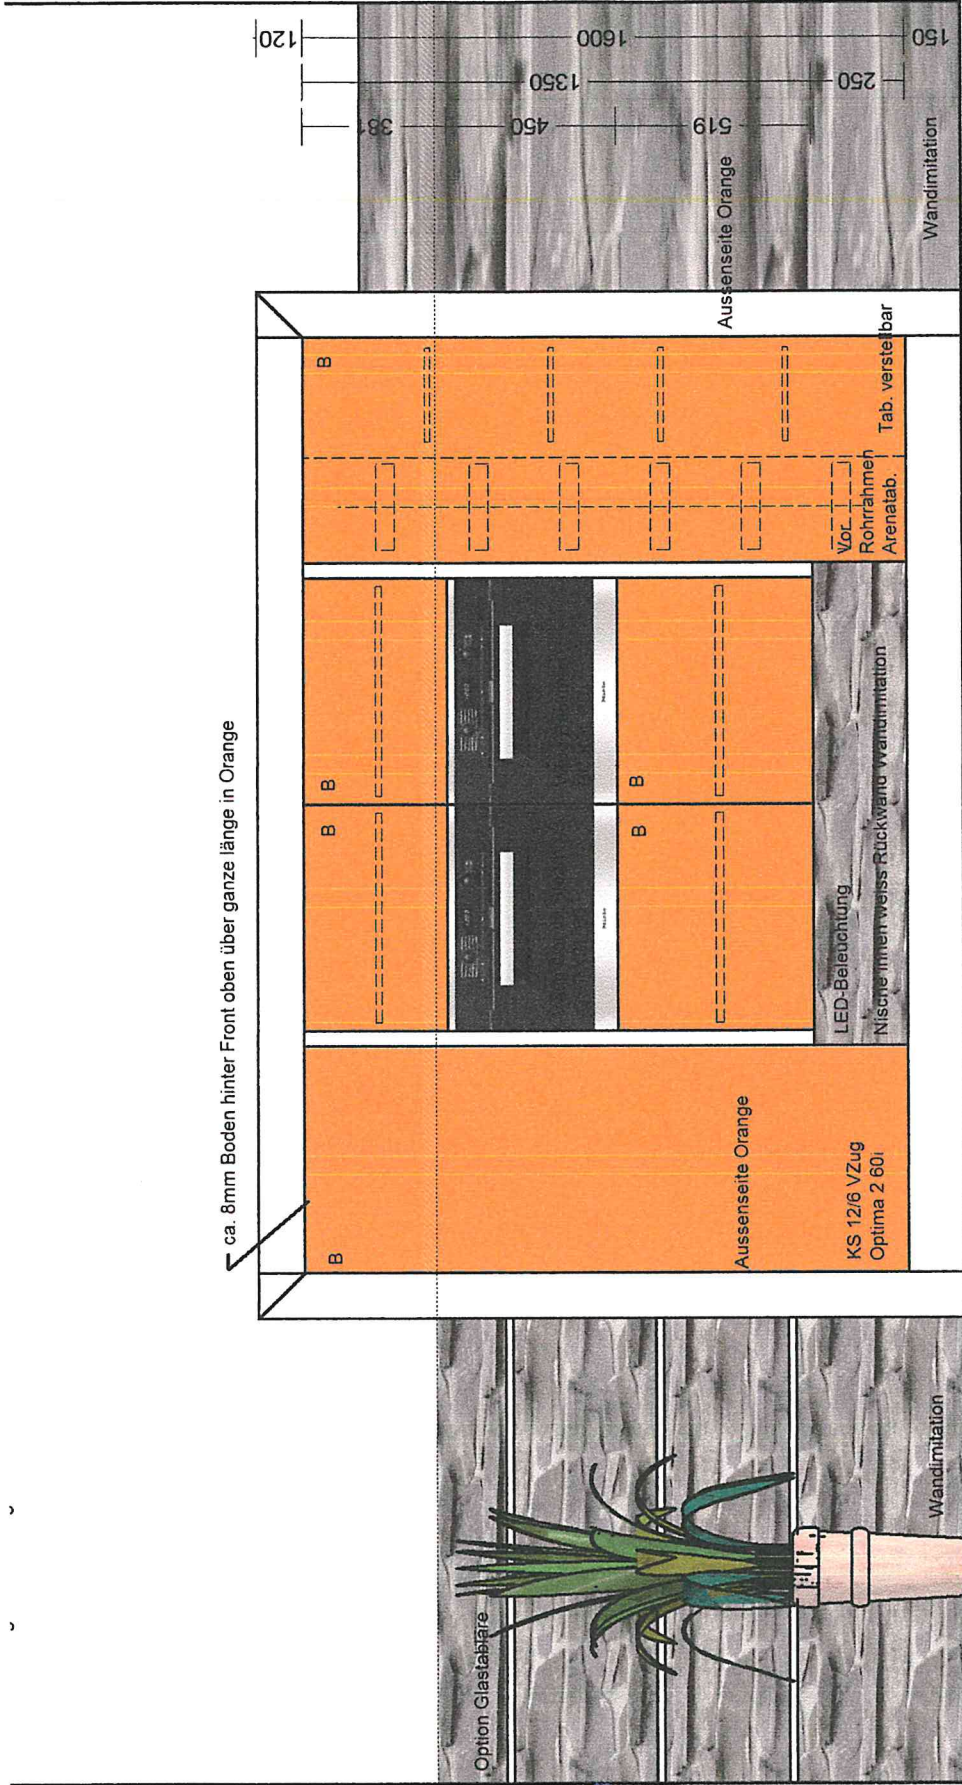 ca. 8mm Boden hinter Front oben über ganze länge in Orange
Option Glastablare
Wandimitation
B
Aussenseite Orange
KS 12/6 VZug
Optima 2 60i
B
B
B
B
LED-Beleuchtung
Nische innen weiss Rückwand Wandimitation
B
Vor.
Rohrrahmen
Arenatab.
Tab. verstellbar
Aussenseite Orange
Wandimitation
381
450
519
1350
250
120
1600
150